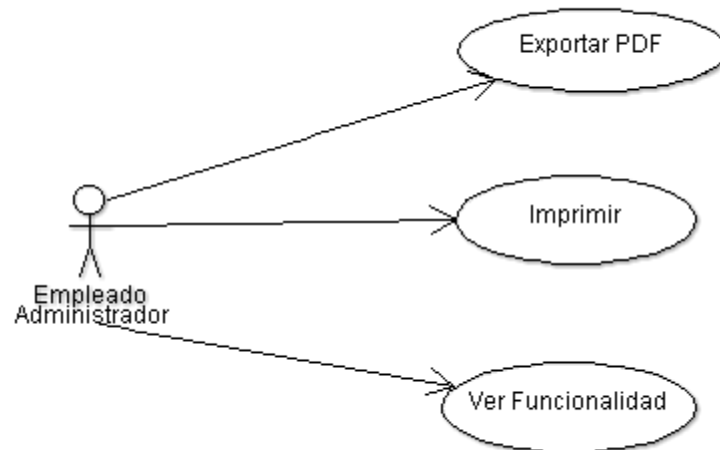 Exportar PDF
Imprimir
Empleado
Administrador
Ver Funcionalidad